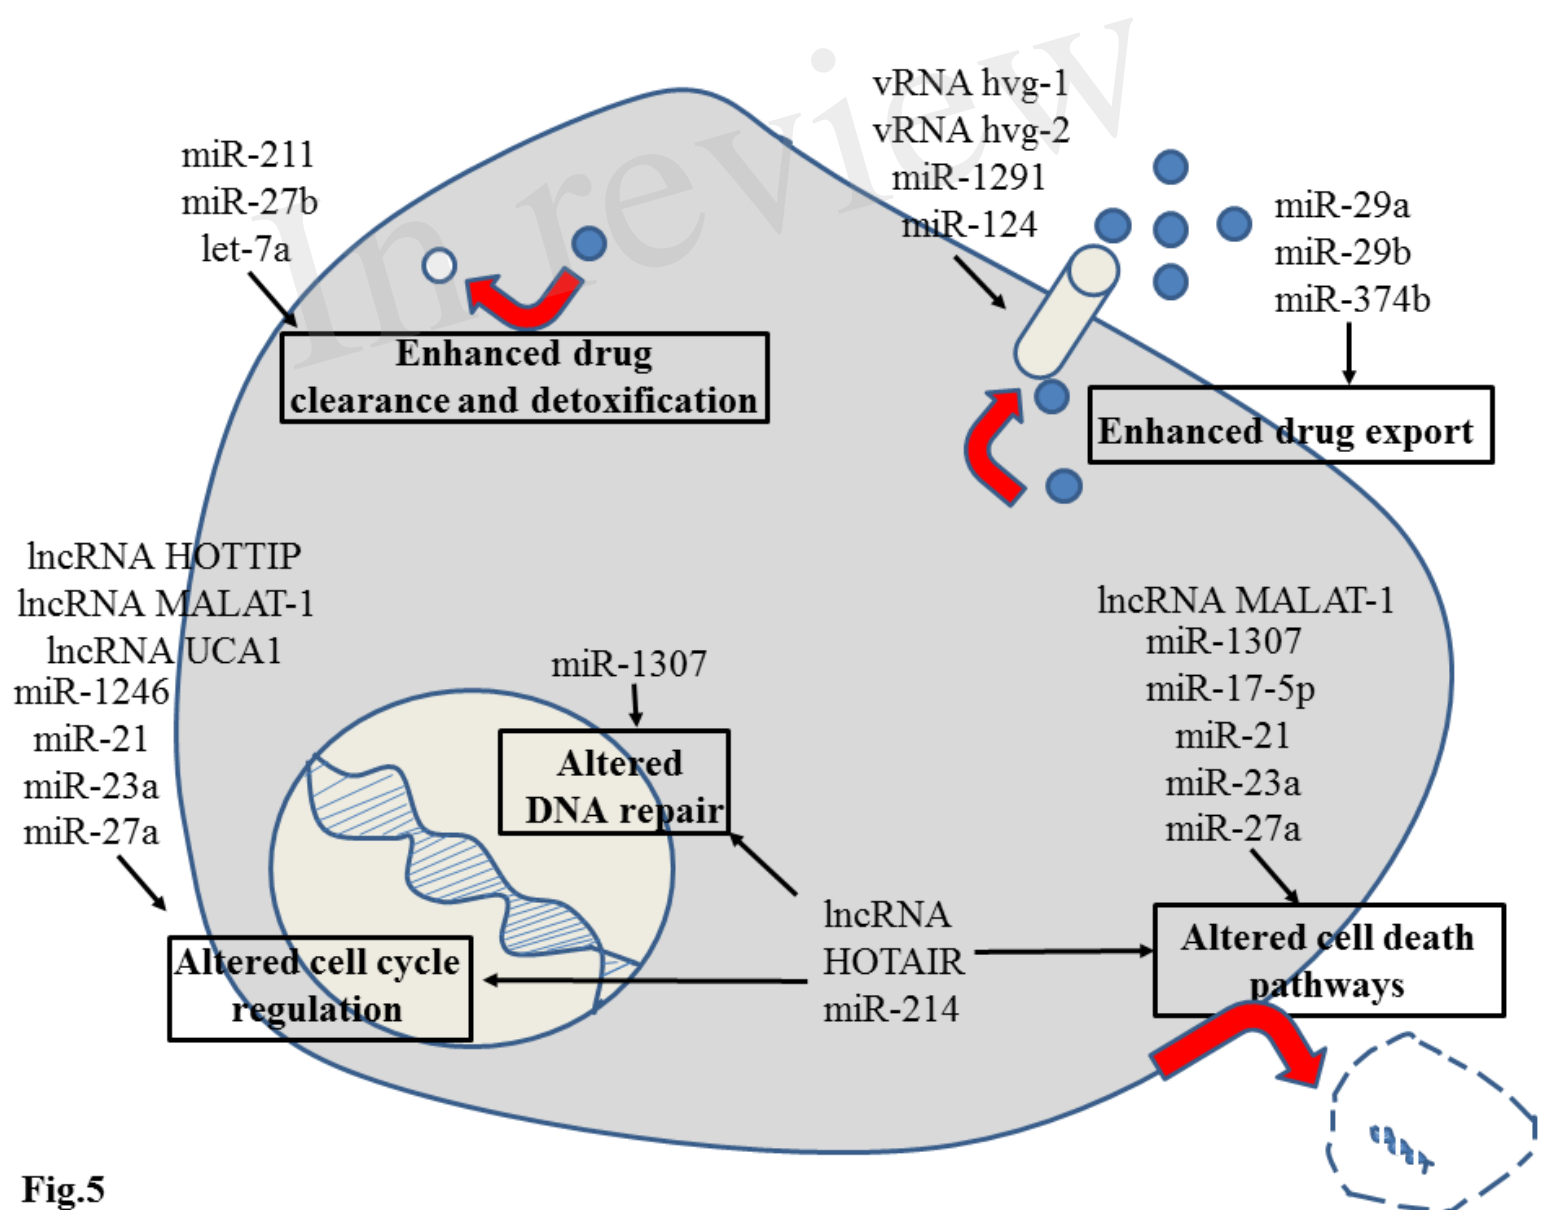 In review
vRNA hvg-1
vRNA hvg-2
miR-1291
miR-124
miR-211
miR-27b
let-7a
miR-29a
miR-29b
miR-374b
Enhanced drug
clearance and detoxification
Enhanced drug export
lncRNA HOTTIP
lncRNA MALAT-1
lncRNA UCA1
miR-1246
miR-21
miR-23a
miR-27a
miR-1307
Altered
DNA repair
lncRNA MALAT-1
miR-1307
miR-17-5p
miR-21
miR-23a
miR-27a
lncRNA
HOTAIR
miR-214
Altered cell cycle
regulation
Altered cell death
pathways
Fig.5